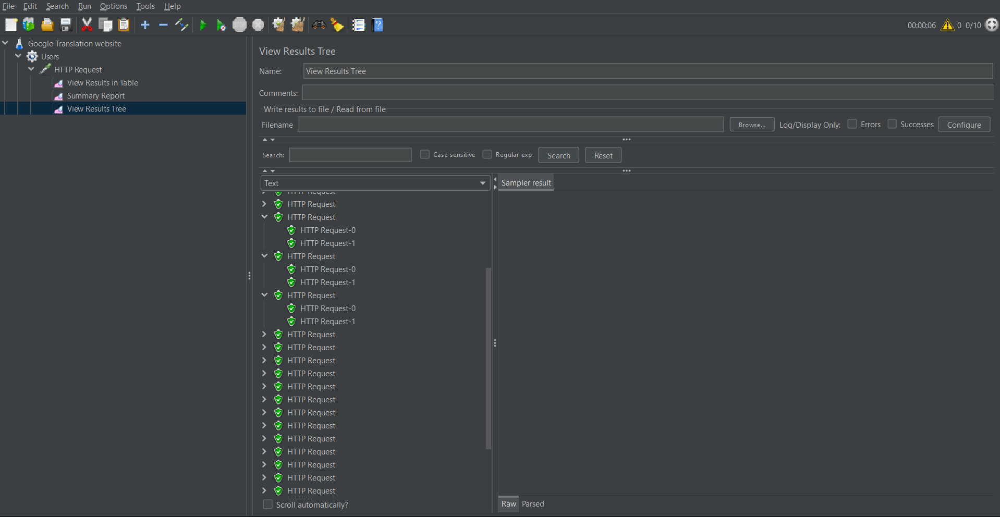 File Edit Search Run Options Tools Help
STOP
00:00:06 0 0/10
Google Translation website
Users
HTTP Request
View Results in Table
Summary Report
View Results Tree
View Results Tree
Name: View Results Tree
Comments:
Write results to file / Read from file
Filename Browse... Log/Display Only: Errors Successes Configure
Search: Case sensitive Regular exp. Search Reset
Text
Sampler result
HTTP Request
HTTP Request
HTTP Request
HTTP Request-0
HTTP Request-1
HTTP Request
HTTP Request-0
HTTP Request-1
HTTP Request
HTTP Request-0
HTTP Request-1
HTTP Request
HTTP Request
HTTP Request
HTTP Request
HTTP Request
HTTP Request
HTTP Request
HTTP Request
HTTP Request
HTTP Request
HTTP Request
HTTP Request
HTTP Request
Scroll automatically?
Raw Parsed